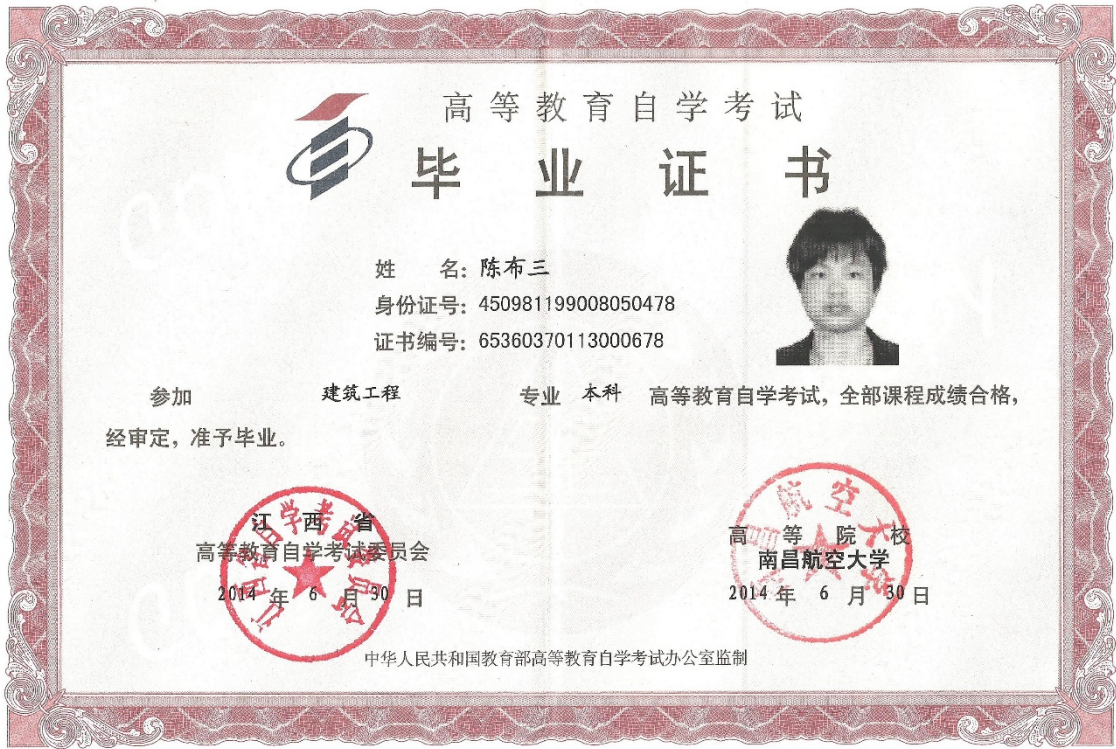 高等教育自学考试
毕业证书
姓 名：陈布三
身份证号：450981199008050478
证书编号：65360370113000678
参加 建筑工程 专业 本科 高等教育自学考试，全部课程成绩合格，
经审定，准予毕业。
江西省
高等教育自学考试委员会
2014 年 6 月 30 日
高等院校
南昌航空大学
2014 年 6 月 30 日
中华人民共和国教育部高等教育自学考试办公室监制